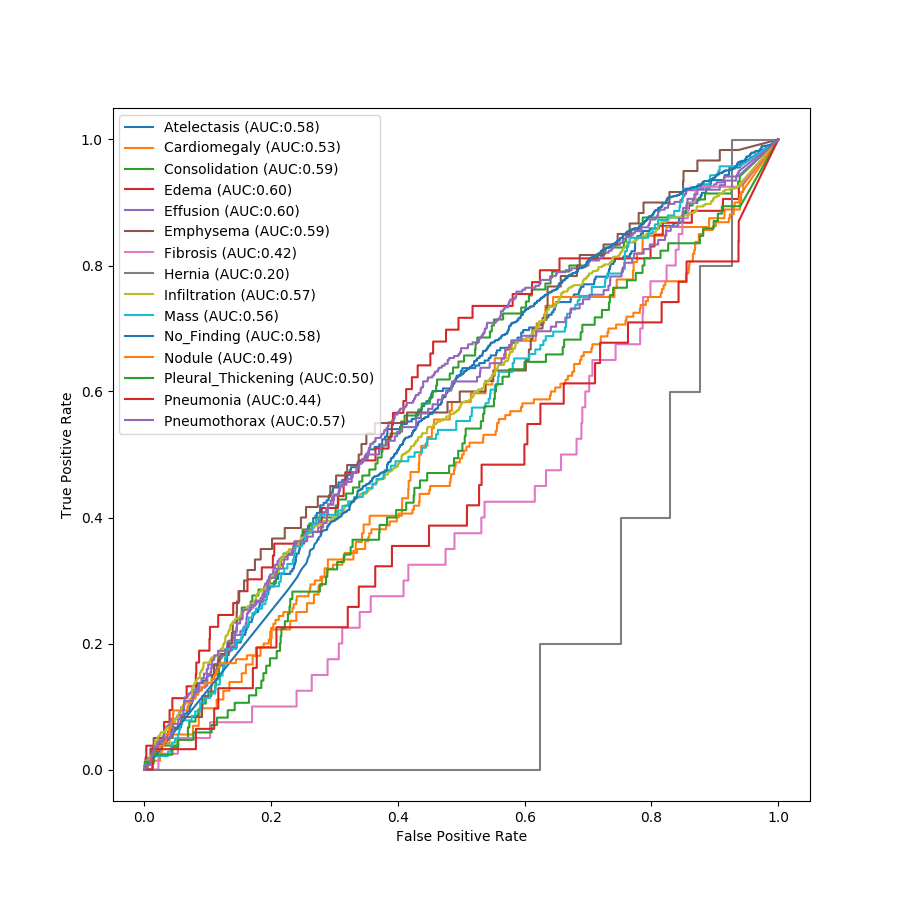 Atelectasis (AUC:0.58)
Cardiomegaly (AUC:0.53)
Consolidation (AUC:0.59)
Edema (AUC:0.60)
Effusion (AUC:0.60)
Emphysema (AUC:0.59)
Fibrosis (AUC:0.42)
Hernia (AUC:0.20)
Infiltration (AUC:0.57)
Mass (AUC:0.56)
No_Finding (AUC:0.58)
Nodule (AUC:0.49)
Pleural_Thickening (AUC:0.50)
Pneumonia (AUC:0.44)
Pneumothorax (AUC:0.57)
True Positive Rate
1.0
0.8
0.6
0.4
0.2
0.0
0.0 0.2 0.4 0.6 0.8 1.0
False Positive Rate